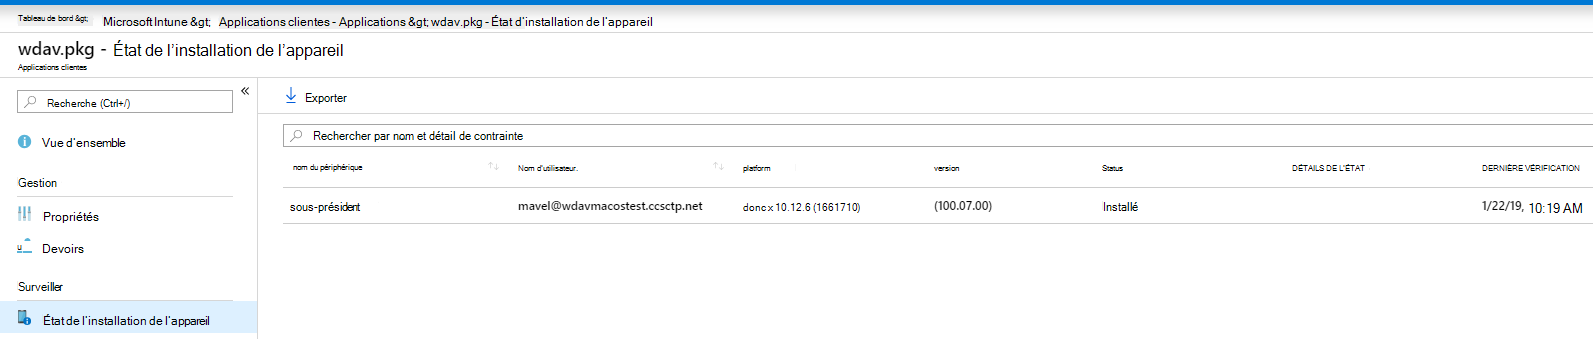 Tableau de bord &gt; Microsoft Intune &gt; Applications clientes - Applications &gt; wdav.pkg - État d'installation de l'appareil
wdav.pkg - État de l'installation de l'appareil
Applications clientes
Recherche (Ctrl+/)
«
Exporter
Rechercher par nom et détail de contrainte
Vue d'ensemble
nom du périphérique Nom d'utilisateur. platform version Status DÉTAILS DE L'ÉTAT DERNIÈRE VÉRIFICATION
Gestion
sous-président mavel@wdavmacostest.ccsctp.net donc x 10.12.6 (1661710) (100.07.00) Installé 1/22/19, 10:19 AM
Propriétés
Devoirs
Surveiller
État de l'installation de l'appareil